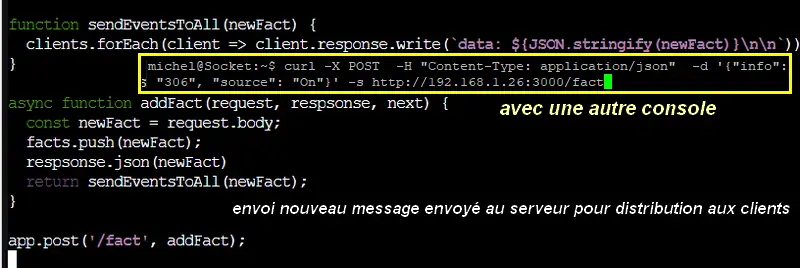 function sendEventsToAll(newFact) {
clients.forEach(client => client.response.write(`data: ${JSON.stringify(newFact)}\n\n`))
}
michel@Socket:~$ curl -X POST -H "Content-Type: application/json" -d '{"info":
"306", "source": "On"}' -s http://192.168.1.26:3000/fact
async function addFact(request, respsonse, next) {
avec une autre console
const newFact = request.body;
facts.push(newFact);
respsonse.json(newFact)
return sendEventsToAll(newFact);
}
envoi nouveau message envoyé au serveur pour distribution aux clients
app.post('/fact', addFact);